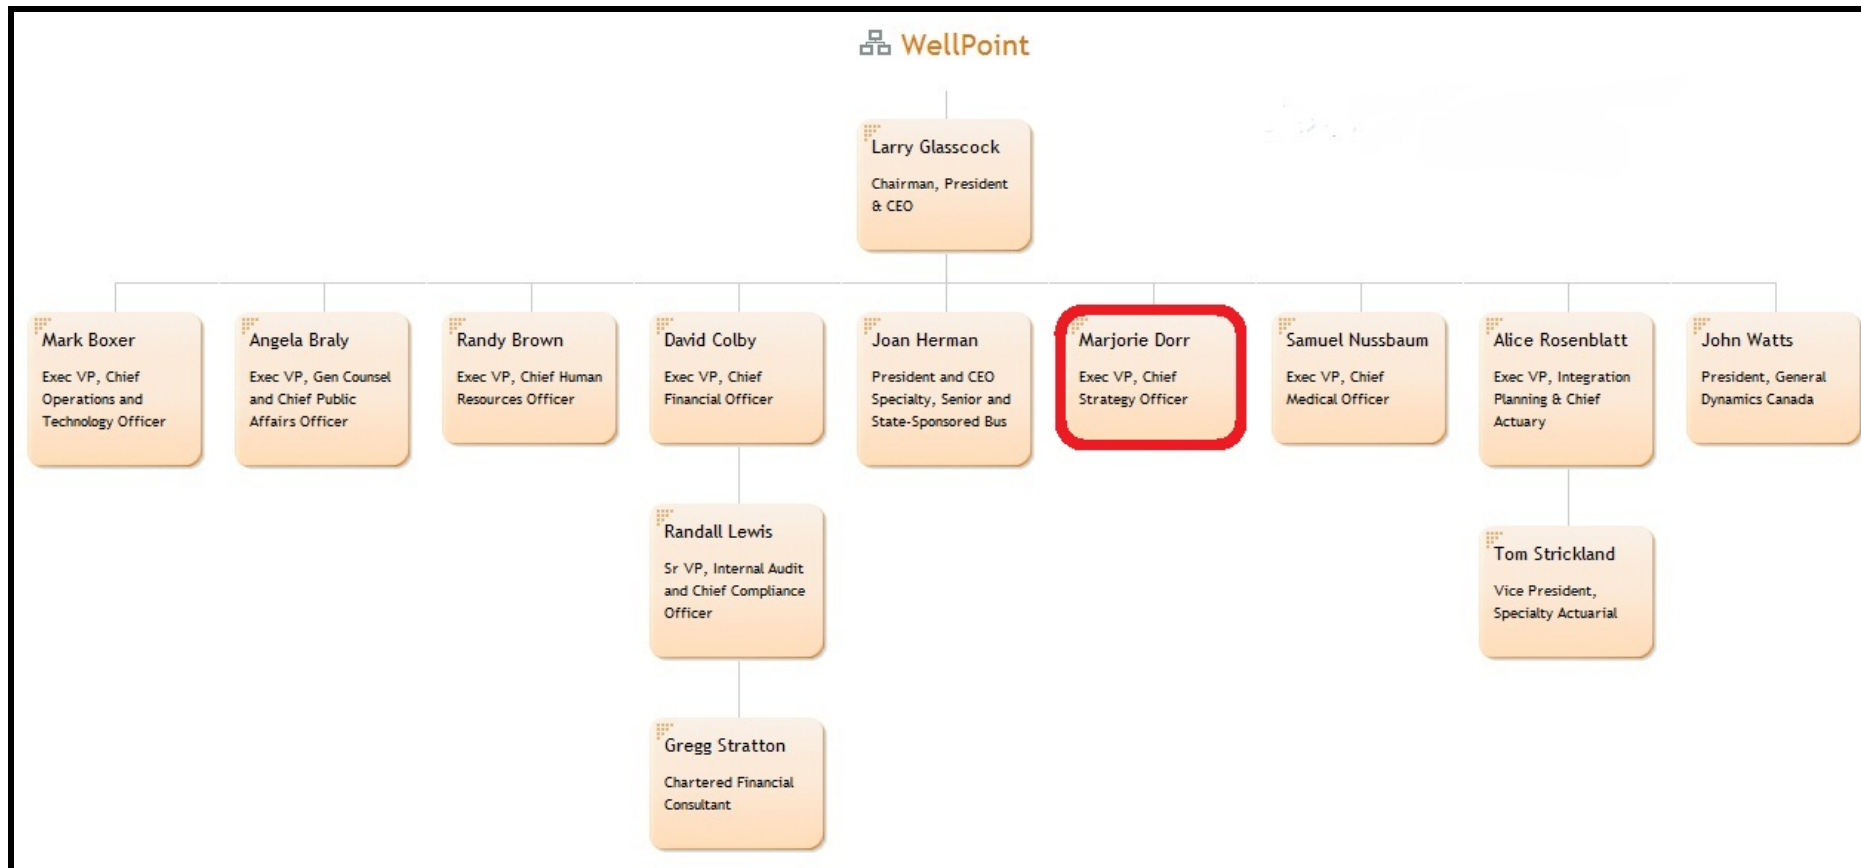 WellPoint
Larry Glasscock
Chairman, President
& CEO
Mark Boxer
Exec VP, Chief
Operations and
Technology Officer
Angela Braly
Exec VP, Gen Counsel
and Chief Public
Affairs Officer
Randy Brown
Exec VP, Chief Human
Resources Officer
David Colby
Exec VP, Chief
Financial Officer
Joan Herman
President and CEO
Specialty, Senior and
State-Sponsored Bus
Marjorie Dorr
Exec VP, Chief
Strategy Officer
Samuel Nussbaum
Exec VP, Chief
Medical Officer
Alice Rosenblatt
Exec VP, Integration
Planning & Chief
Actuary
John Watts
President, General
Dynamics Canada
Randall Lewis
Sr VP, Internal Audit
and Chief Compliance
Officer
Tom Strickland
Vice President,
Specialty Actuarial
Gregg Stratton
Chartered Financial
Consultant